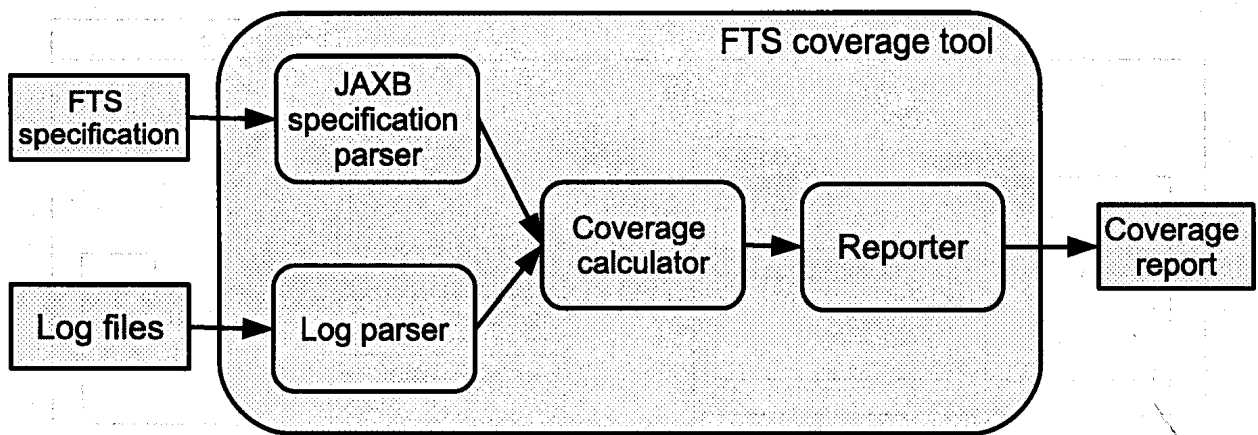 FTS coverage tool
FTS
specification
JAXB
specification
parser
Coverage
calculator
Reporter
Coverage
report
Log files
Log parser